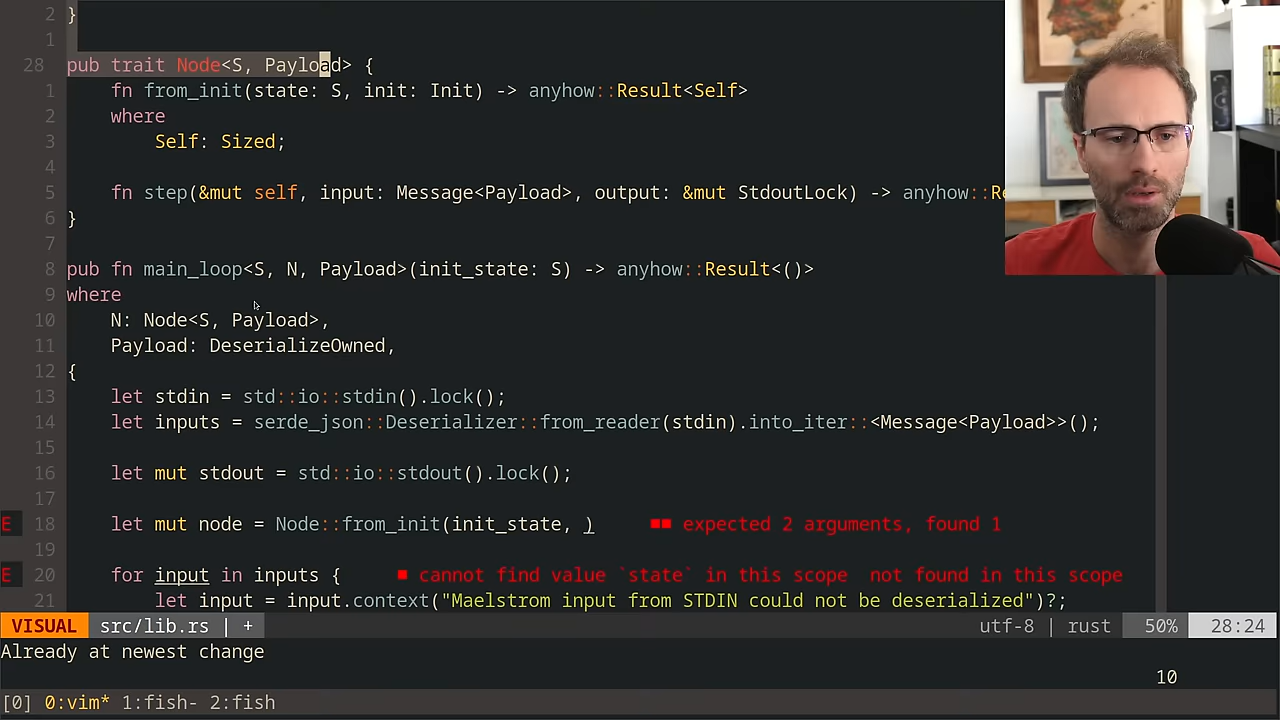 2 }
1
28 pub trait Node<S, Payload> {
1 fn from_init(state: S, init: Init) -> anyhow::Result<Self>
2 where
3 Self: Sized;
4
5 fn step(&mut self, input: Message<Payload>, output: &mut StdoutLock) -> anyhow::Re
6 }
7
8 pub fn main_loop<S, N, Payload>(init_state: S) -> anyhow::Result<()>
9 where
10 N: Node<S, Payload>,
11 Payload: DeserializeOwned,
12 {
13 let stdin = std::io::stdin().lock();
14 let inputs = serde_json::Deserializer::from_reader(stdin).into_iter::<Message<Payload>>();
15
16 let mut stdout = std::io::stdout().lock();
17
E 18 let mut node = Node::from_init(init_state, ) ■■ expected 2 arguments, found 1
19
E 20 for input in inputs { ■ cannot find value `state` in this scope  not found in this scope
21 let input = input.context("Maelstrom input from STDIN could not be deserialized")?;
VISUAL src/lib.rs | + utf-8 | rust 50% 28:24
Already at newest change
10
[0] 0:vim* 1:fish- 2:fish